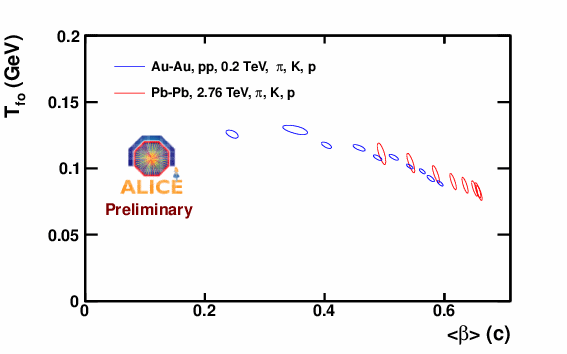 T_fo (GeV)
0.2
0.15
0.1
0.05
0
Au-Au, pp, 0.2 TeV, π, K, p
Pb-Pb, 2.76 TeV, π, K, p
ALICE
Preliminary
0
0.2
0.4
0.6
<β> (c)